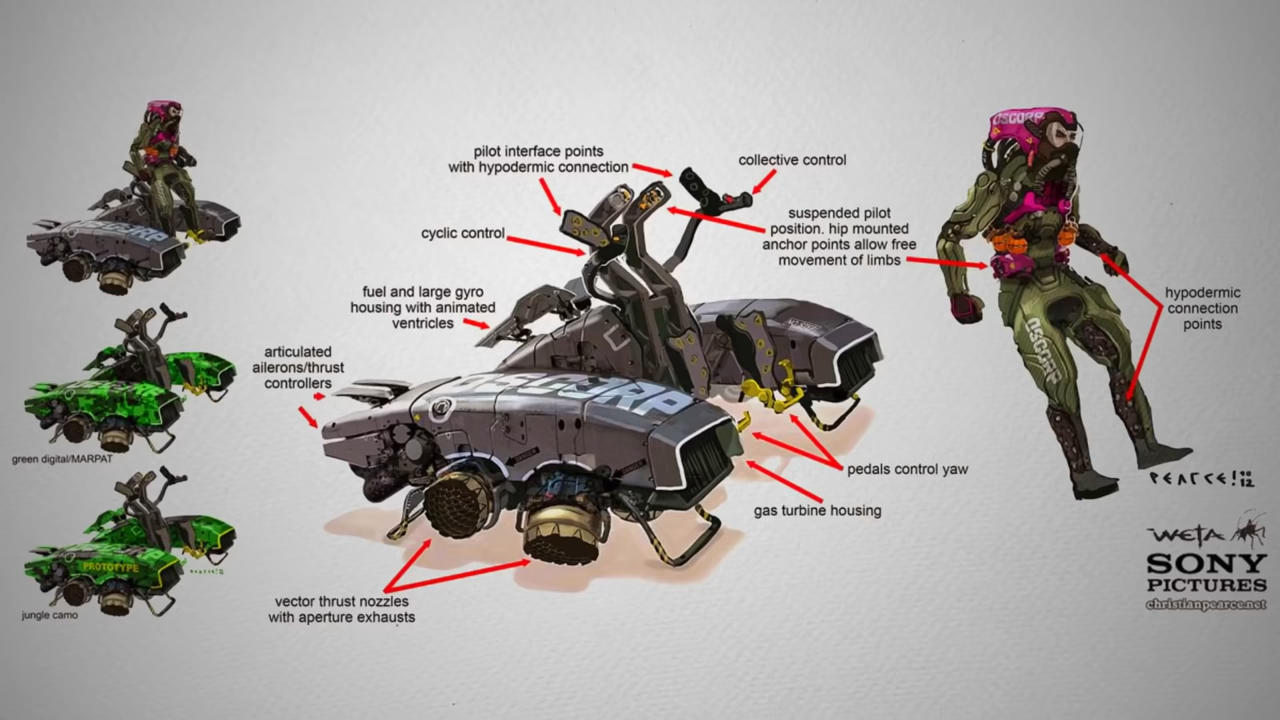 pilot interface points
with hypodermic connection
collective control
suspended pilot
position. hip mounted
anchor points allow free
movement of limbs
cyclic control
fuel and large gyro
housing with animated
ventricles
articulated
ailerons/thrust
controllers
hypodermic
connection
points
pedals control yaw
gas turbine housing
vector thrust nozzles
with aperture exhausts
OSCORP
OSCORP
OSCORP
OSCORP
green digital/MARPAT
PROTOTYPE
jungle camo
PEARCE!
WETA
SONY
PICTURES
christianpearce.net